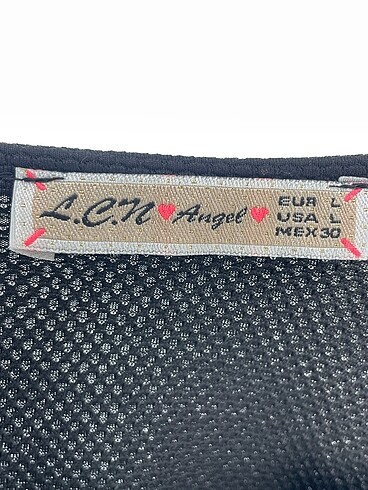 L.C.N ♥ Angel ♥
EUR L
USA L
MEX 30